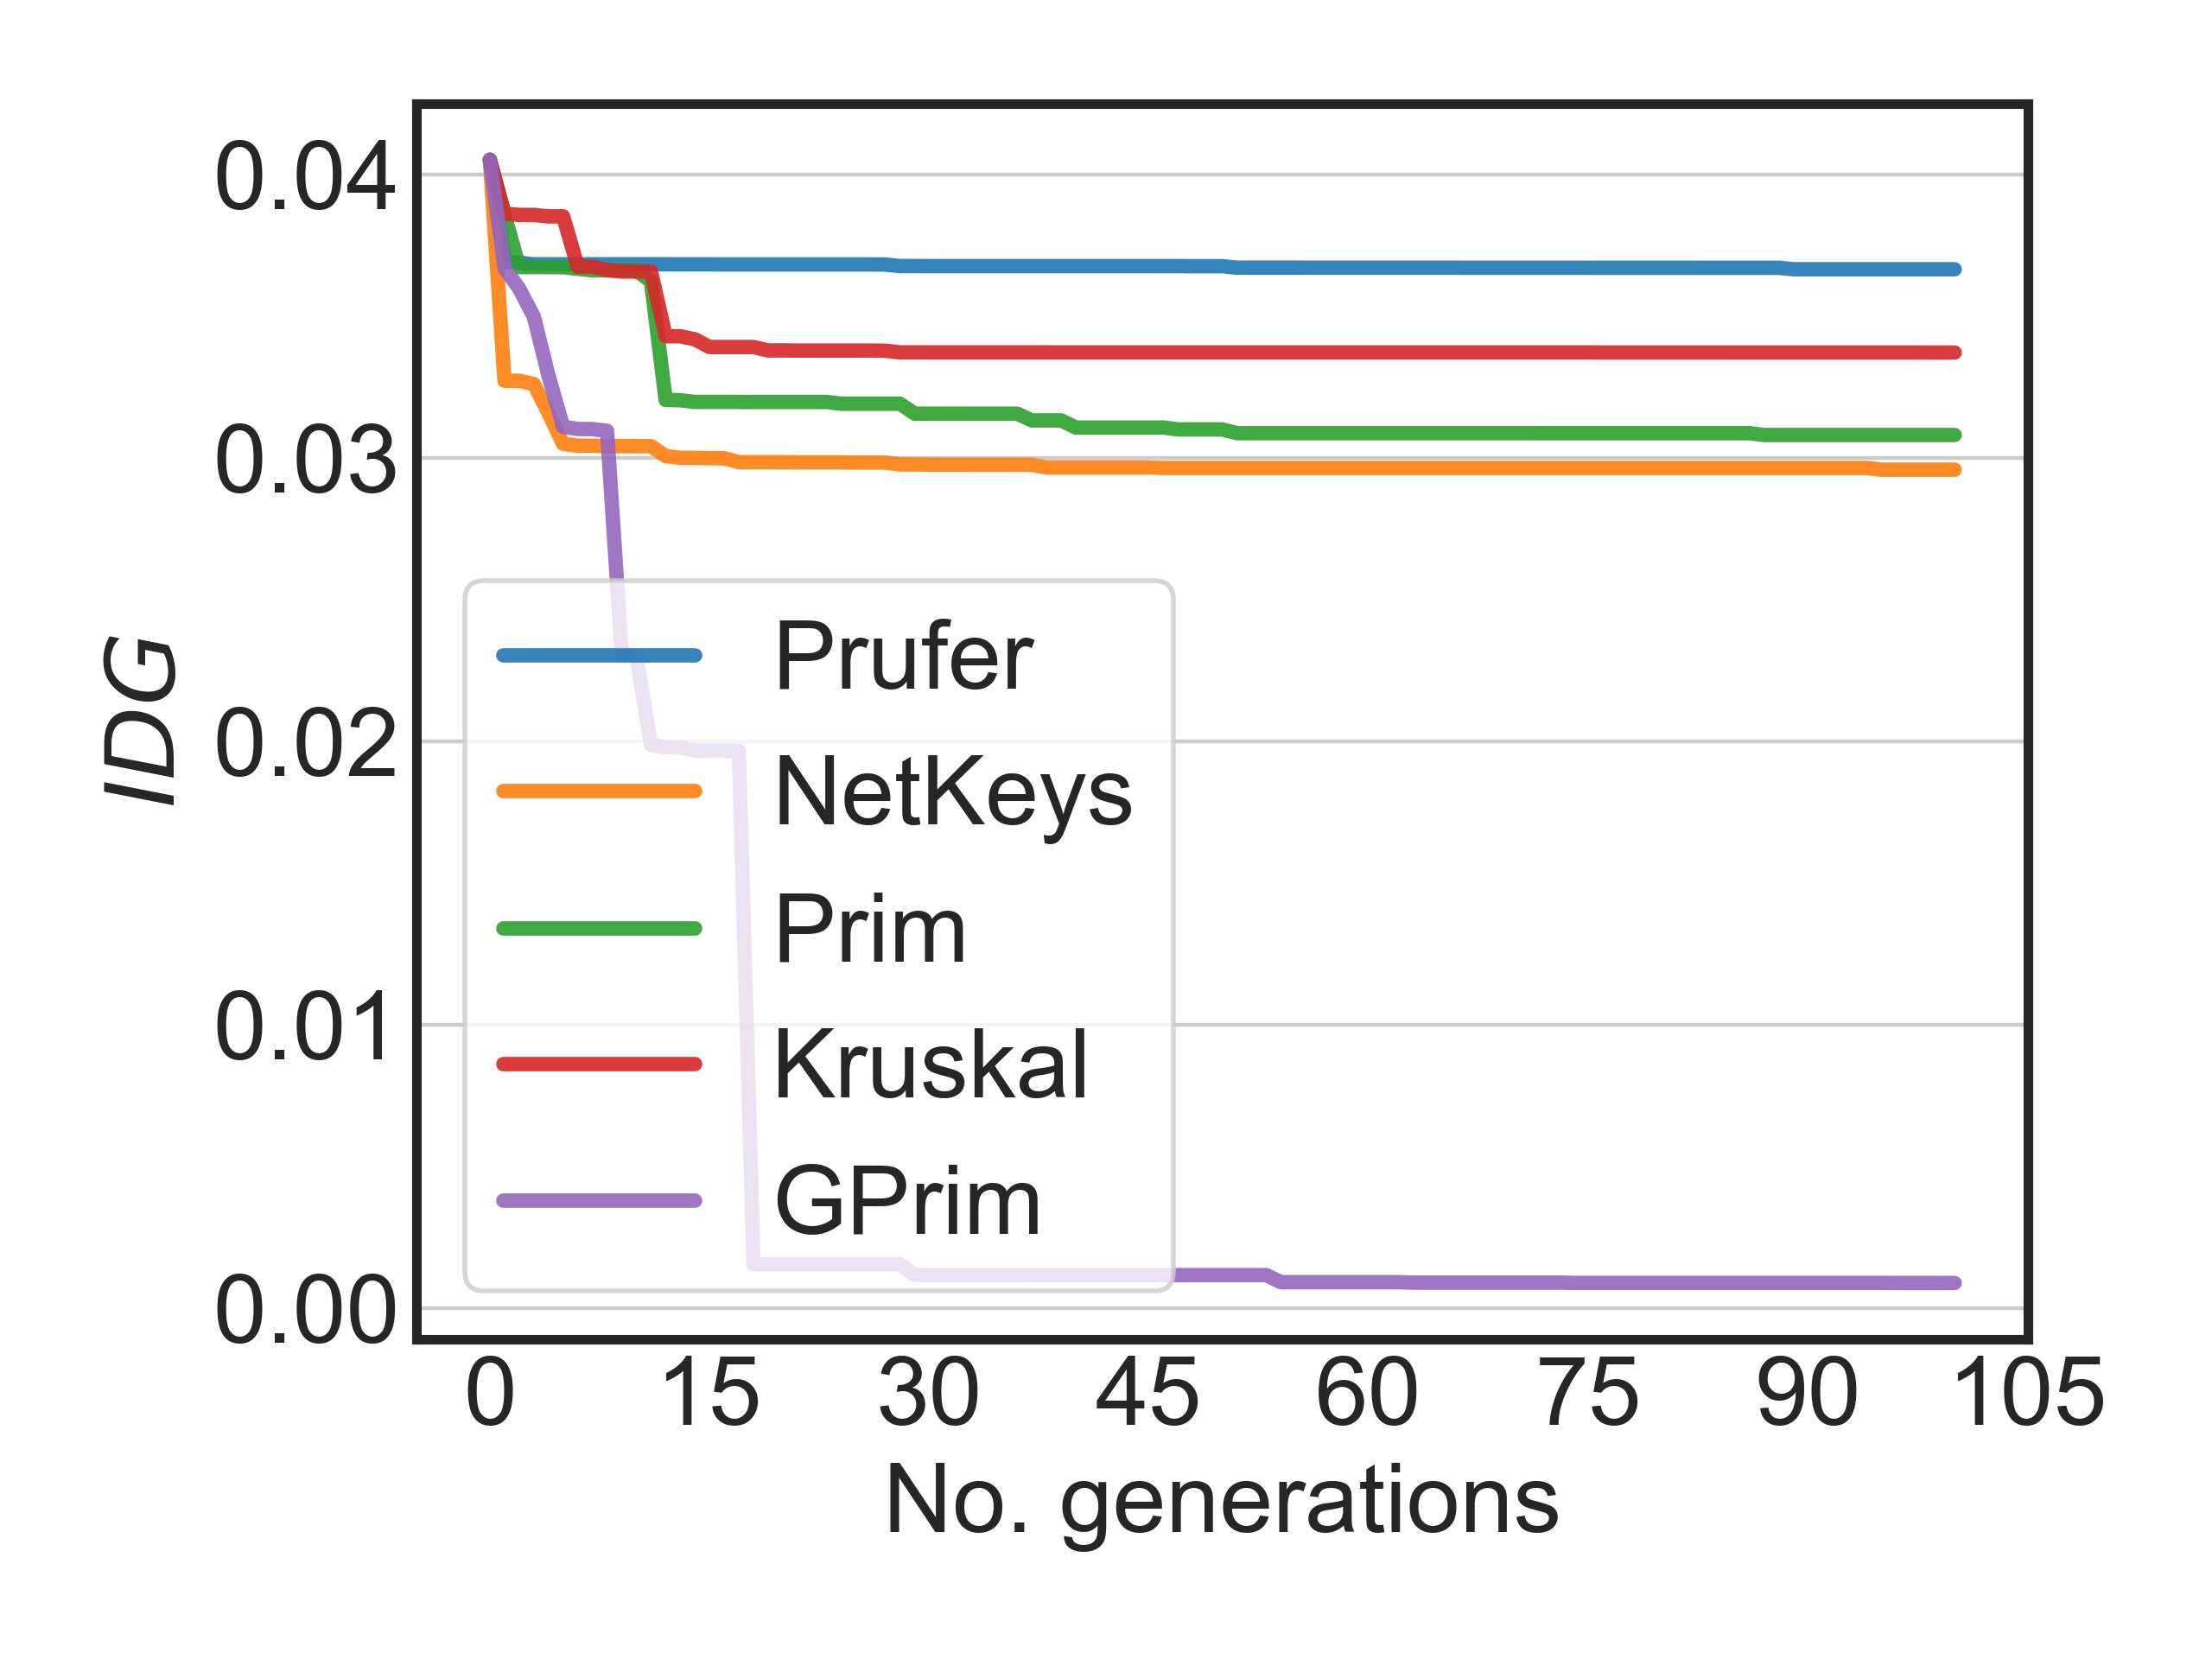 0.04
0.03
0.02
0.01
0.00
IDG
Prufer
NetKeys
Prim
Kruskal
GPrim
0 15 30 45 60 75 90 105
No. generations